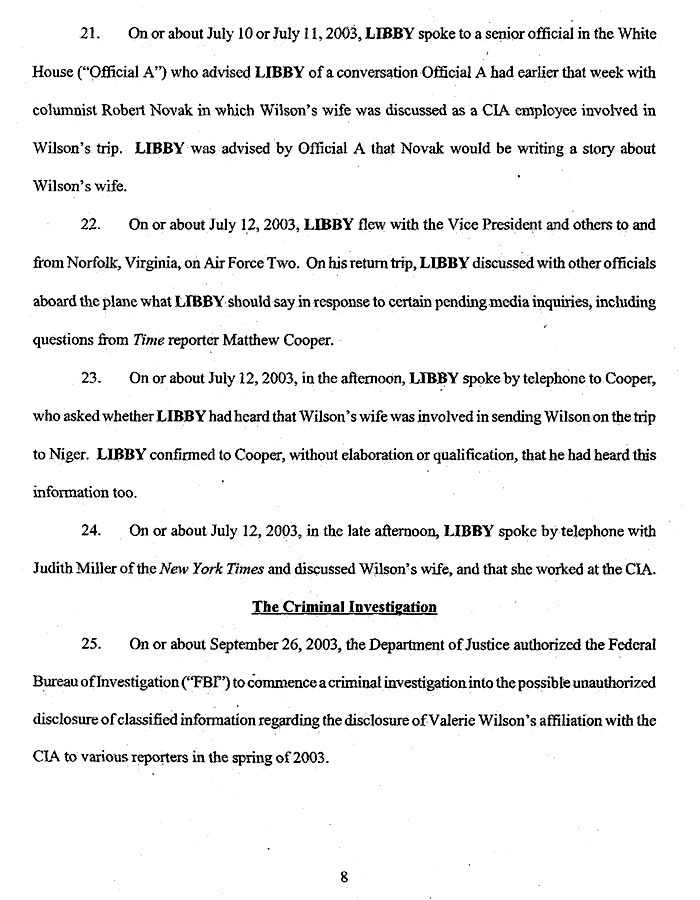 21. On or about July 10 or July 11, 2003, LIBBY spoke to a senior official in the White
House ("Official A") who advised LIBBY of a conversation Official A had earlier that week with
columnist Robert Novak in which Wilson's wife was discussed as a CIA employee involved in
Wilson's trip. LIBBY was advised by Official A that Novak would be writing a story about
Wilson's wife.
22. On or about July 12, 2003, LIBBY flew with the Vice President and others to and
from Norfolk, Virginia, on Air Force Two. On his return trip, LIBBY discussed with other officials
aboard the plane what LIBBY should say in response to certain pending media inquiries, including
questions from Time reporter Matthew Cooper.
23. On or about July 12, 2003, in the afternoon, LIBBY spoke by telephone to Cooper,
who asked whether LIBBY had heard that Wilson's wife was involved in sending Wilson on the trip
to Niger. LIBBY confirmed to Cooper, without elaboration or qualification, that he had heard this
information too.
24. On or about July 12, 2003, in the late afternoon, LIBBY spoke by telephone with
Judith Miller of the New York Times and discussed Wilson's wife, and that she worked at the CIA.
The Criminal Investigation
25. On or about September 26, 2003, the Department of Justice authorized the Federal
Bureau of Investigation ("FBI") to commence a criminal investigation into the possible unauthorized
disclosure of classified information regarding the disclosure of Valerie Wilson's affiliation with the
CIA to various reporters in the spring of 2003.
8